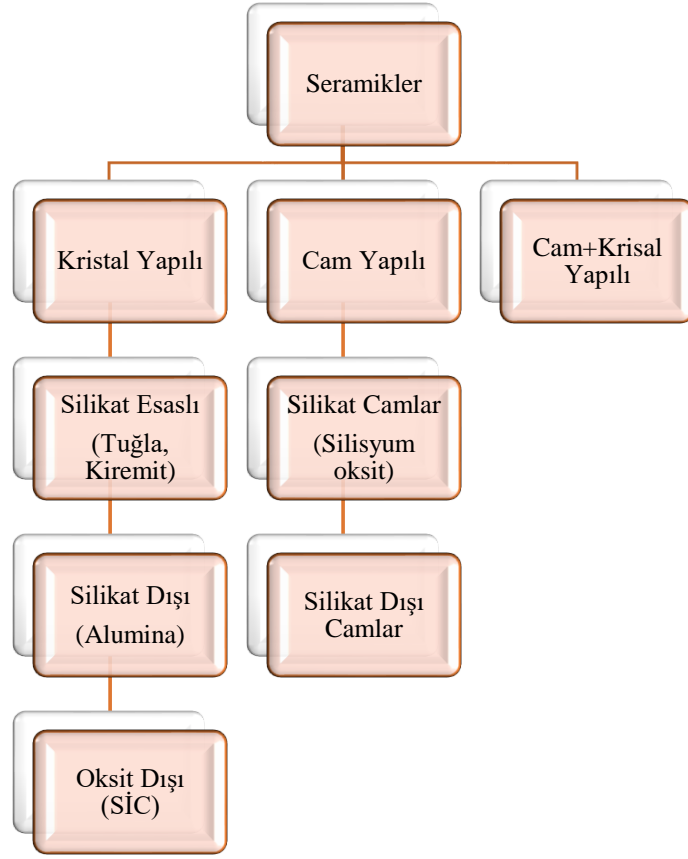 Seramikler
Kristal Yapılı
Cam Yapılı
Cam+Krisal
Yapılı
Silikat Esaslı
(Tuğla,
Kiremit)
Silikat Camlar
(Silisyum
oksit)
Silikat Dışı
(Alumina)
Silikat Dışı
Camlar
Oksit Dışı
(SİC)